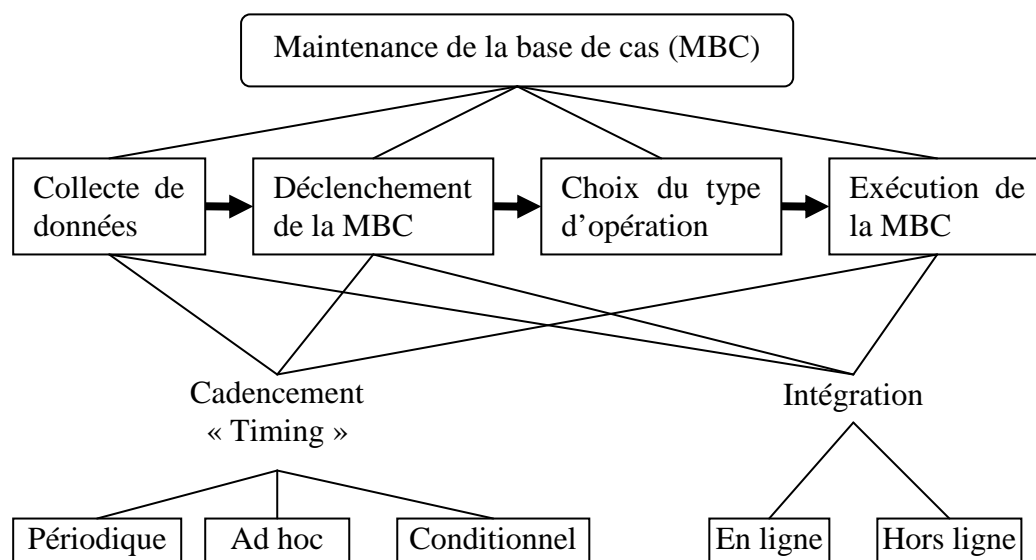 Maintenance de la base de cas (MBC)
Collecte de
données
Déclenchement
de la MBC
Choix du type
d'opération
Exécution de
la MBC
Cadencement
« Timing »
Intégration
Périodique
Ad hoc
Conditionnel
En ligne
Hors ligne